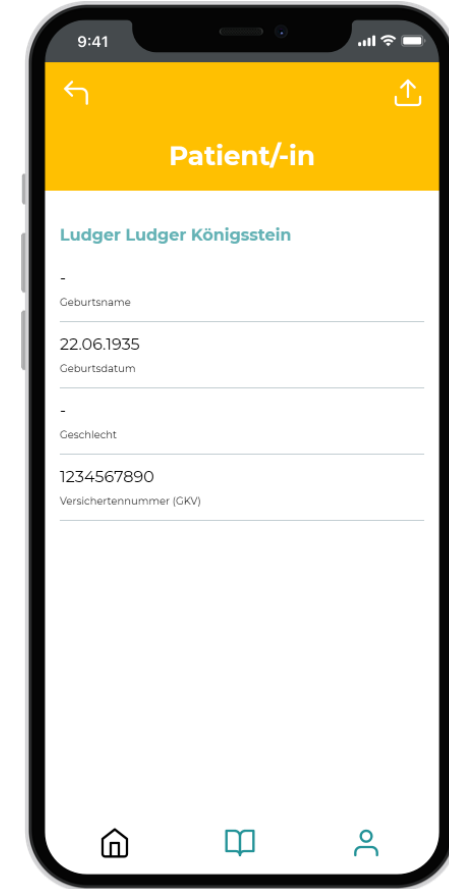 9:41
Patient/-in
Ludger Ludger Königsstein
-
Geburtsname
22.06.1935
Geburtsdatum
-
Geschlecht
1234567890
Versichertennummer (GKV)